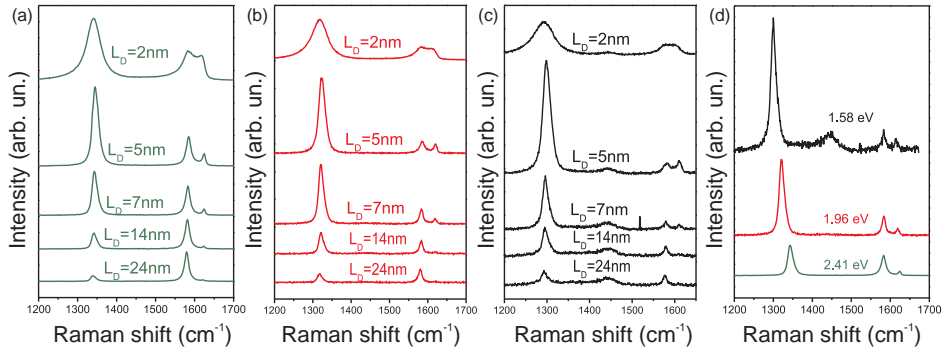 (a)
L_D=2nm
L_D=5nm
L_D=7nm
L_D=14nm
L_D=24nm
Intensity (arb. un.)
1200 1300 1400 1500 1600 1700
Raman shift (cm⁻¹)
(b)
L_D=2nm
L_D=5nm
L_D=7nm
L_D=14nm
L_D=24nm
Intensity (arb. un.)
1200 1300 1400 1500 1600 1700
Raman shift (cm⁻¹)
(c)
L_D=2nm
L_D=5nm
L_D=7nm
L_D=14nm
L_D=24nm
Intensity (arb. un.)
1200 1300 1400 1500 1600
Raman shift (cm⁻¹)
(d)
1.58 eV
1.96 eV
2.41 eV
Intensity (arb. un.)
1200 1300 1400 1500 1600 1700
Raman shift (cm⁻¹)